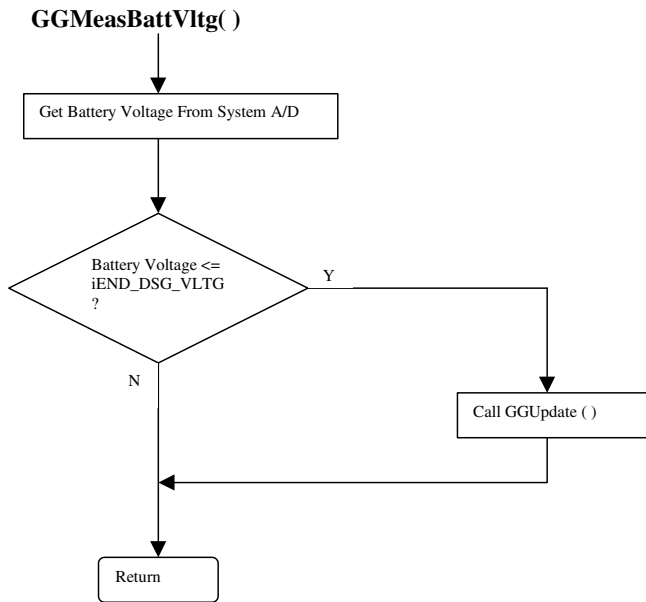 GGMeasBattVltg( )
Get Battery Voltage From System A/D
Battery Voltage <=
iEND_DSG_VLTG
?
Y
N
Call GGUpdate ( )
Return